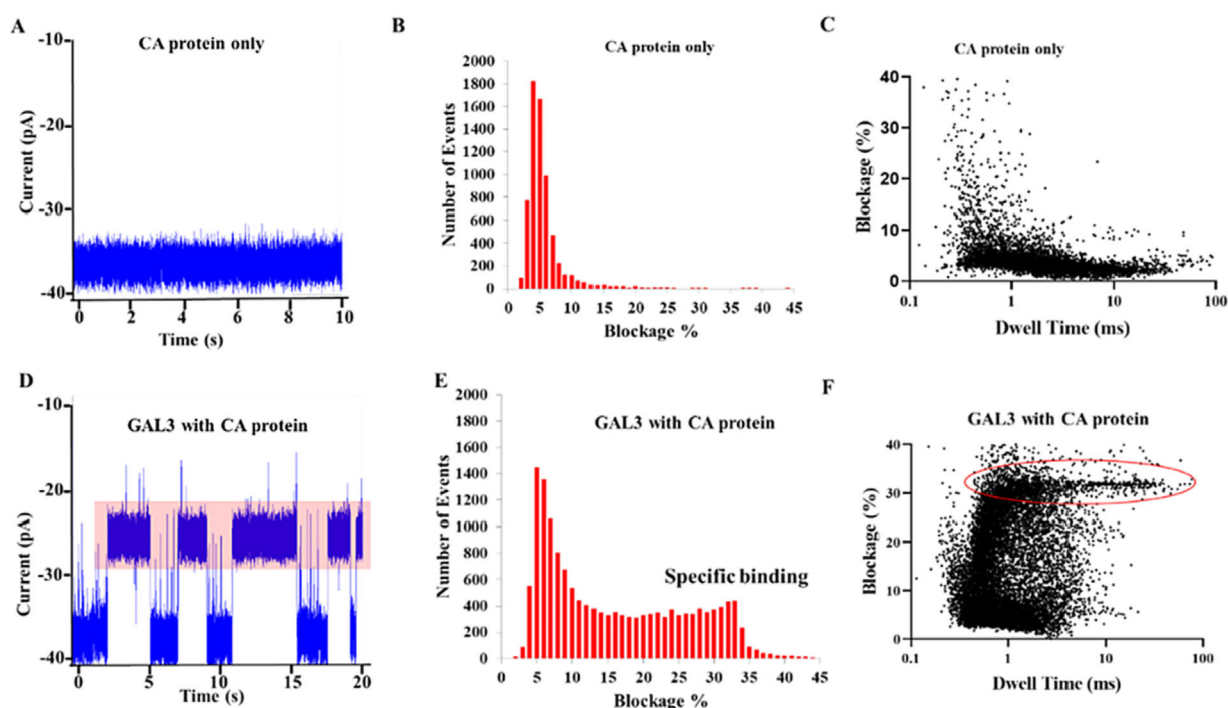 A
CA protein only
-10
-20
-30
-40
Current (pA)
0 2 4 6 8 10
Time (s)
B
CA protein only
2000
1800
1600
1400
1200
1000
800
600
400
200
0
Number of Events
0 5 10 15 20 25 30 35 40 45
Blockage %
C
CA protein only
40
30
20
10
0
Blockage (%)
0.1 1 10 100
Dwell Time (ms)
D
GAL3 with CA protein
-10
-20
-30
-40
Current (pA)
0 5 10 15 20
Time (s)
E
GAL3 with CA protein
2000
1800
1600
1400
1200
1000
800
600
400
200
0
Number of Events
Specific binding
0 5 10 15 20 25 30 35 40 45
Blockage %
F
GAL3 with CA protein
40
30
20
10
0
Blockage (%)
0.1 1 10 100
Dwell Time (ms)